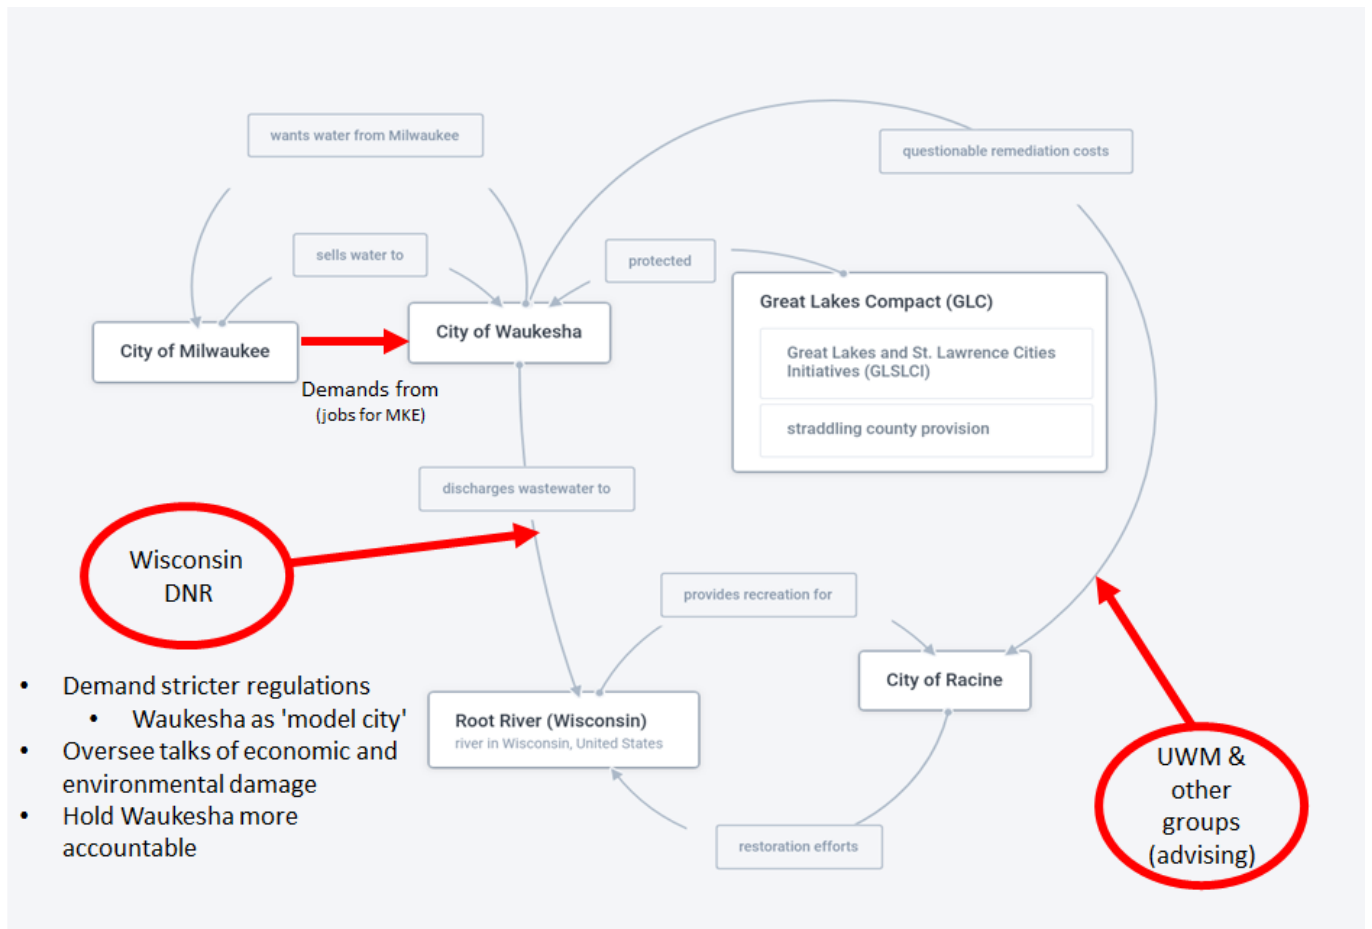 wants water from Milwaukee
questionable remediation costs
sells water to
protected
Great Lakes Compact (GLC)
Great Lakes and St. Lawrence Cities
Initiatives (GLSLCI)
straddling county provision
City of Milwaukee
City of Waukesha
Demands from
(jobs for MKE)
discharges wastewater to
Wisconsin
DNR
• Demand stricter regulations
• Waukesha as 'model city'
• Oversee talks of economic and
environmental damage
• Hold Waukesha more
accountable
provides recreation for
City of Racine
Root River (Wisconsin)
river in Wisconsin, United States
restoration efforts
UWM &
other
groups
(advising)